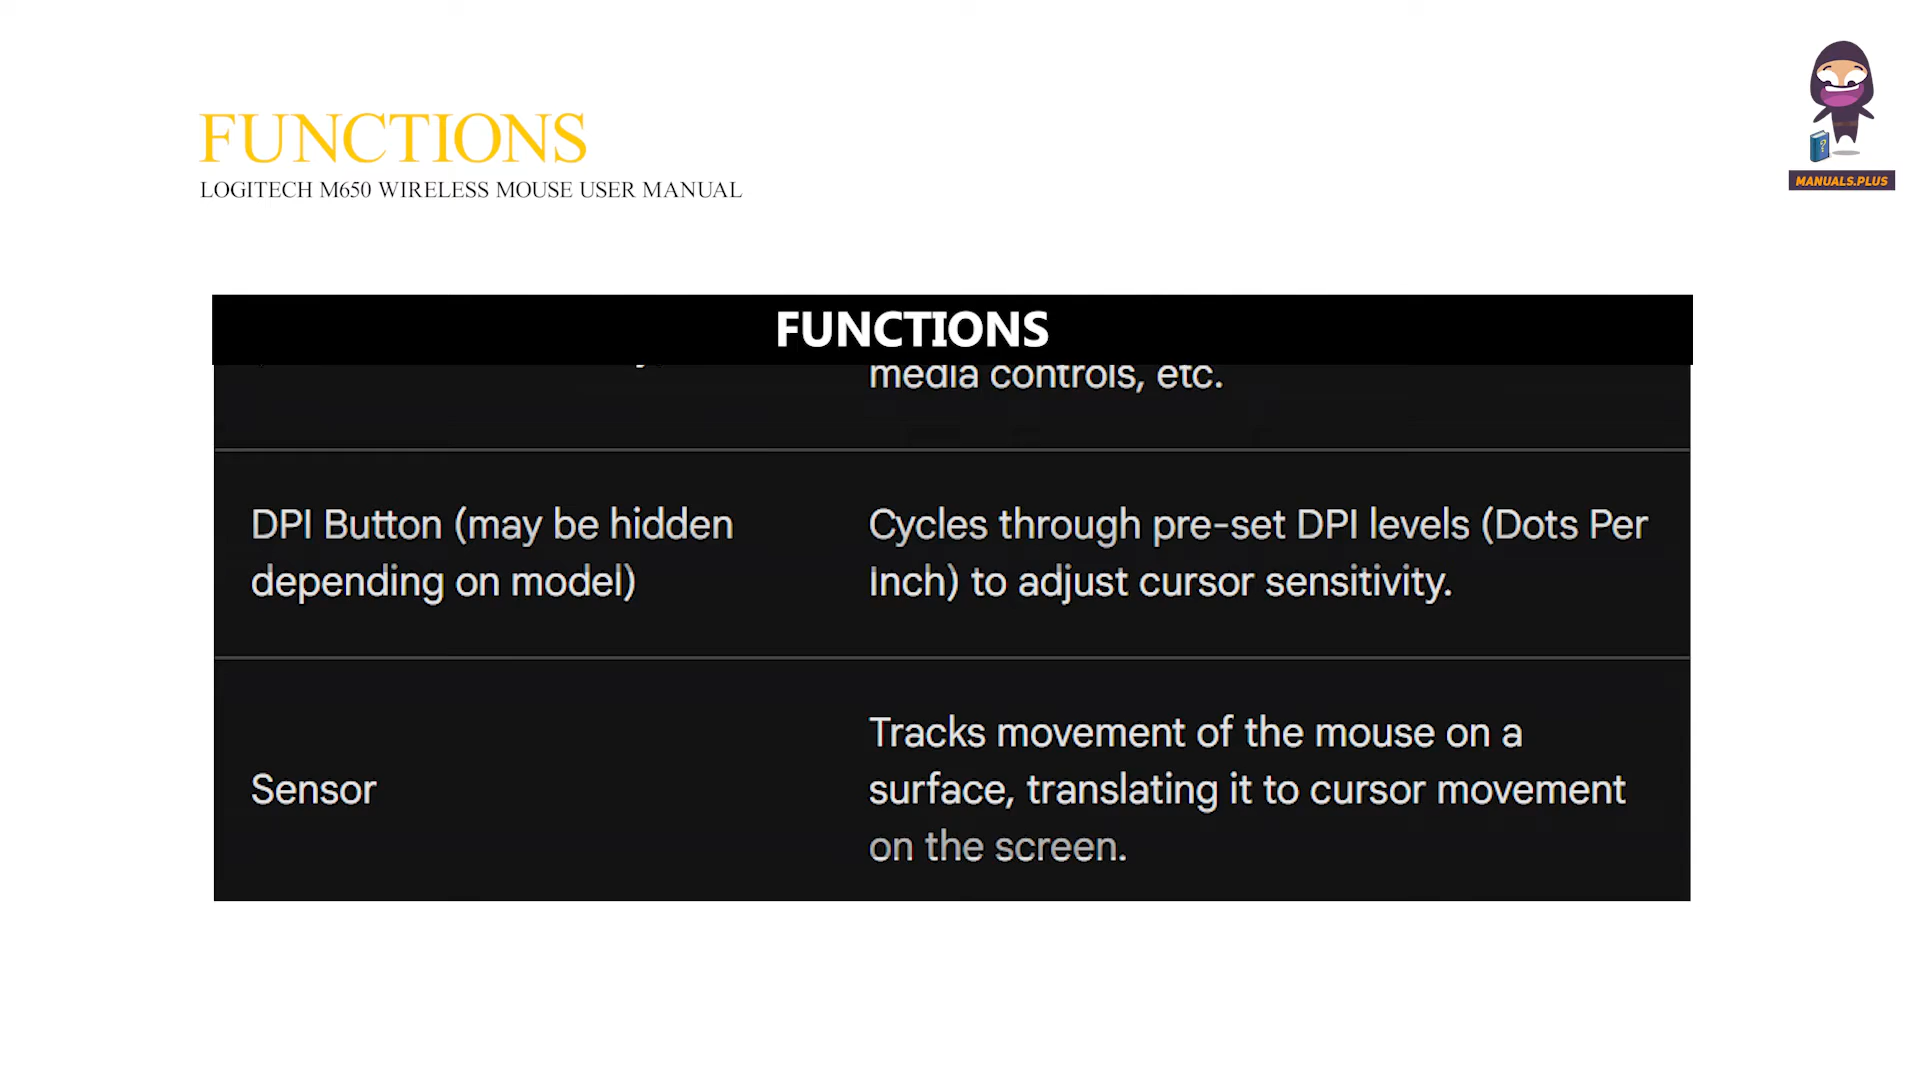 FUNCTIONS
LOGITECH M650 WIRELESS MOUSE USER MANUAL
?
MANUALS.PLUS
FUNCTIONS
media controls, etc.
DPI Button (may be hidden
depending on model)
Cycles through pre-set DPI levels (Dots Per
Inch) to adjust cursor sensitivity.
Sensor
Tracks movement of the mouse on a
surface, translating it to cursor movement
on the screen.